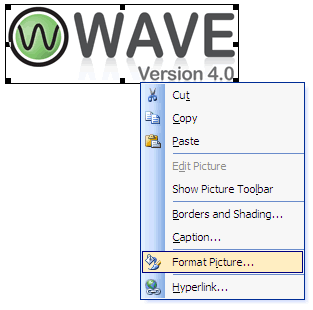 WAVE
Version 4.0
Cut
Copy
Paste
Edit Picture
Show Picture Toolbar
Borders and Shading...
Caption...
Format Picture...
Hyperlink...